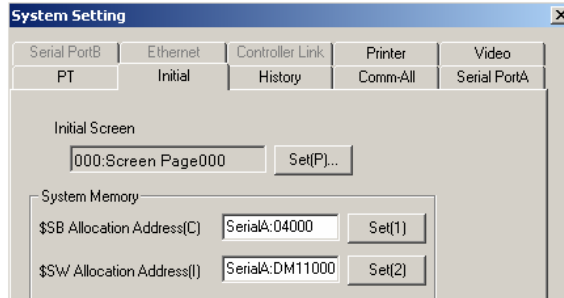 System Setting
Serial PortB Ethernet Controller Link Printer Video
PT Initial History Comm-All Serial PortA
Initial Screen
000:Screen Page000 Set(P)...
System Memory
$SB Allocation Address(C) SerialA:04000 Set(1)
$SW Allocation Address(I) SerialA:DM11000 Set(2)